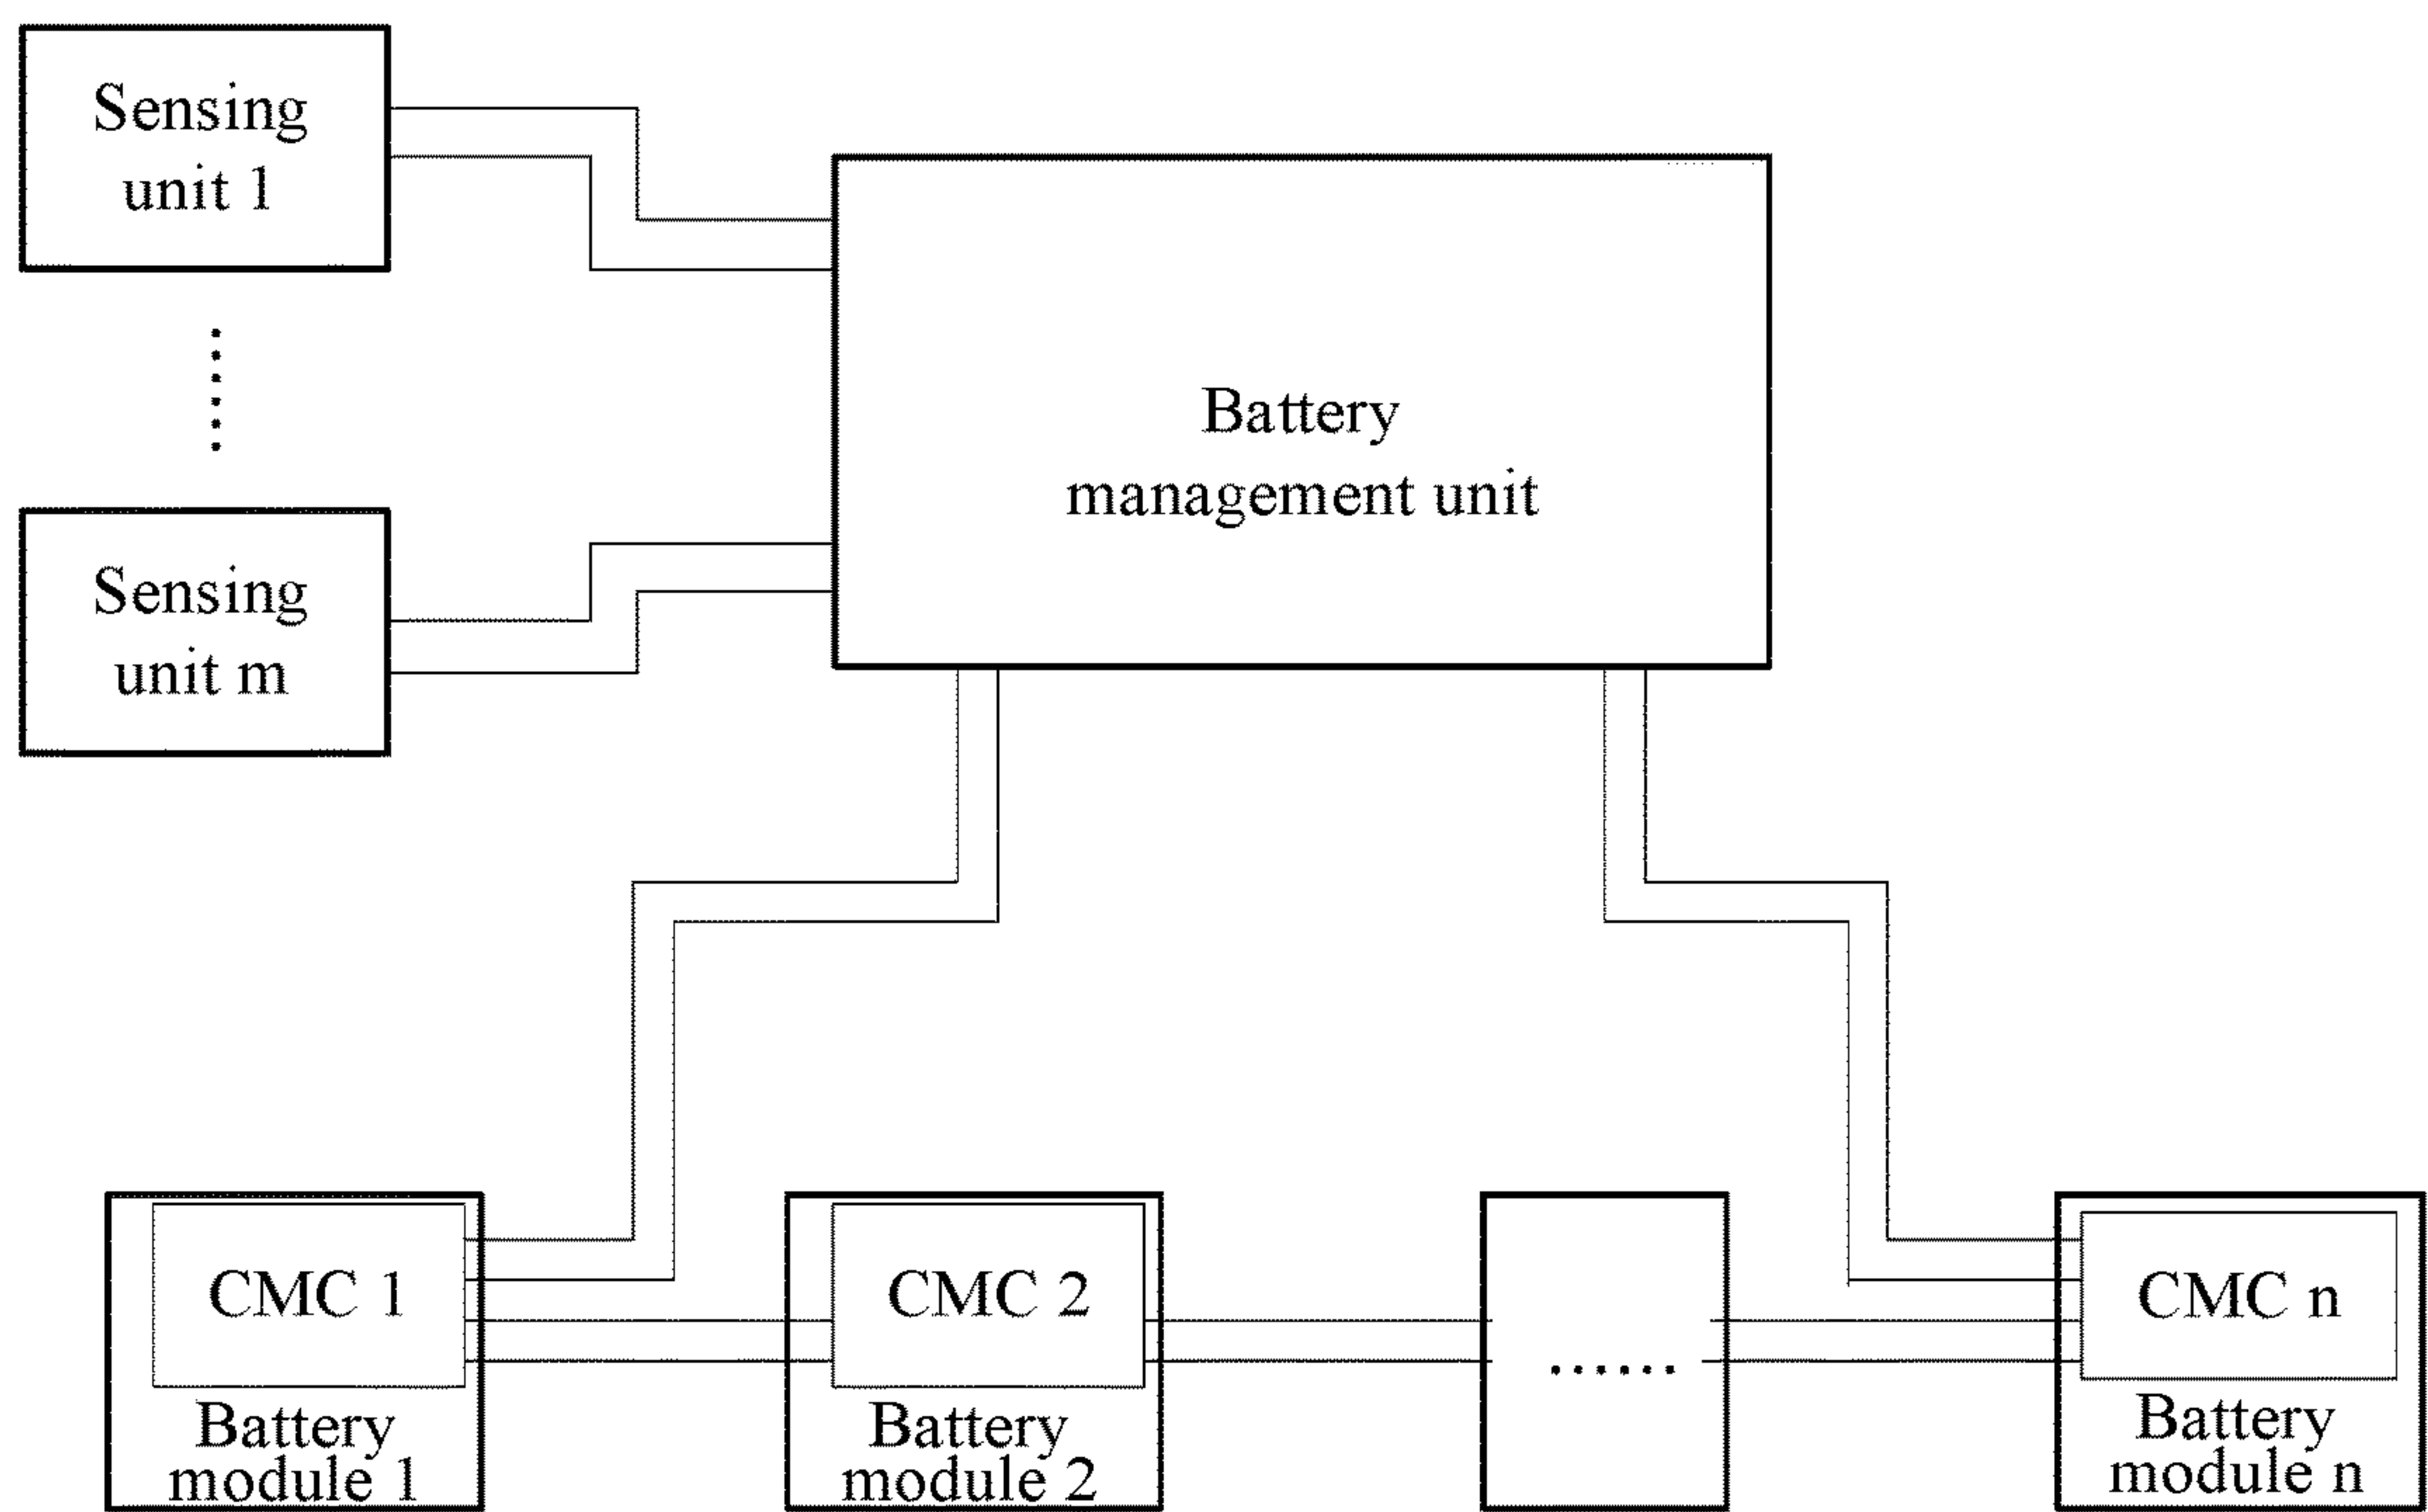 Sensing
unit 1
⋮
Sensing
unit m
Battery
management unit
CMC 1
Battery
module 1
CMC 2
Battery
module 2
......
CMC n
Battery
module n